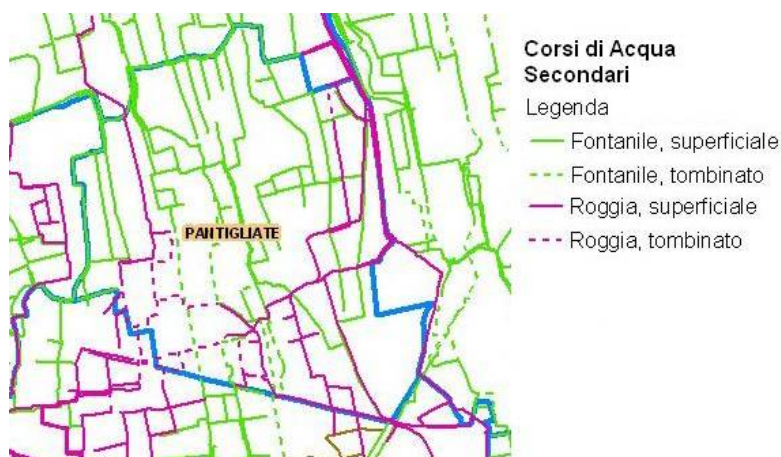 PANTIGLIATE
Corsi di Acqua
Secondari
Legenda
Fontanile, superficiale
Fontanile, tombinato
Roggia, superficiale
Roggia, tombinato